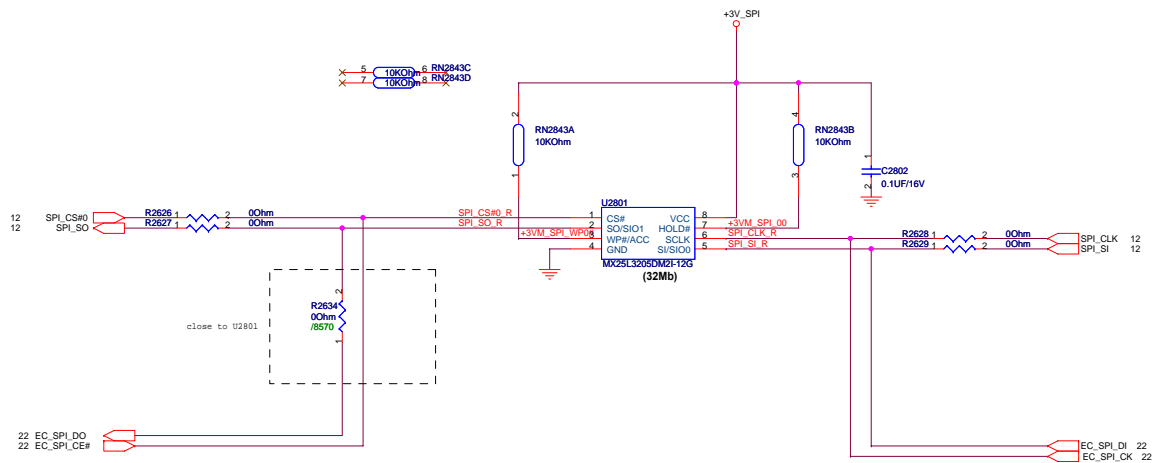 +3V_SPI
5 10KOhm 6 RN2843C
7 10KOhm 8 RN2843D
2
RN2843A
10KOhm
1
4
RN2843B
10KOhm
3
1
C2802
0.1UF/16V
2
12 SPI_CS#0 R2626 1 2 0Ohm SPI_CS#0_R
12 SPI_SO R2627 1 2 0Ohm SPI_SO_R
+3VM_SPI_WP0
U2801
1 CS# VCC 8
2 SO/SIO1 HOLD# 7
3 WP#/ACC SCLK 6
4 GND SI/SIO0 5
MX25L3205DM2I-12G
(32Mb)
+3VM_SPI_00
SPI_CLK_R R2628 1 2 0Ohm SPI_CLK 12
SPI_SI_R R2629 1 2 0Ohm SPI_SI 12
close to U2801
2
R2634
0Ohm
/8570
1
22 EC_SPI_DO
22 EC_SPI_CE#
EC_SPI_DI 22
EC_SPI_CK 22